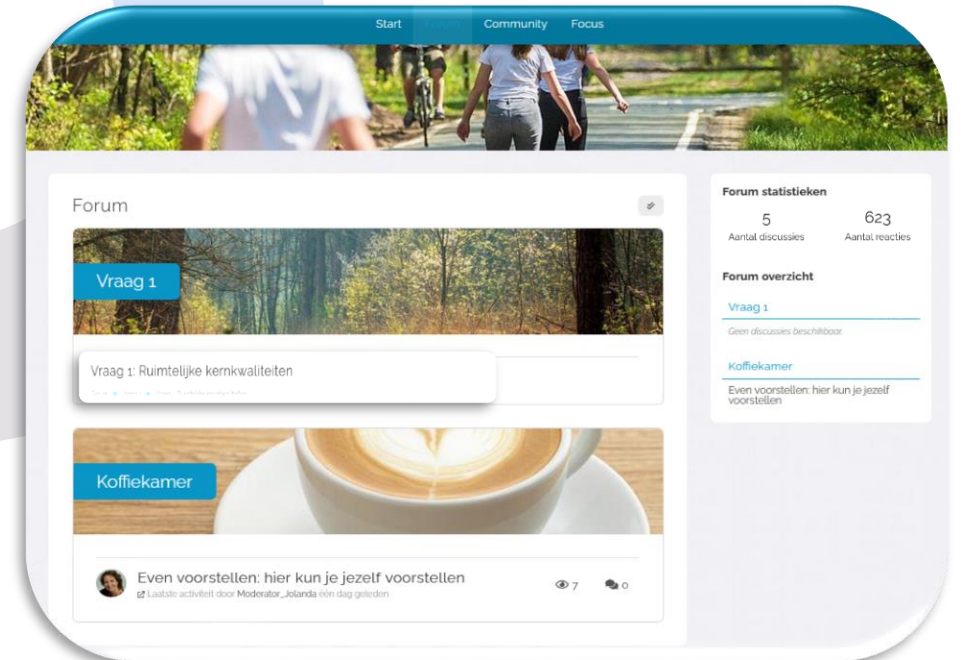 Start Forum Community Focus
Forum
Vraag 1
Vraag 1: Ruimtelijke kernkwaliteiten
Koffiekamer
Even voorstellen: hier kun je jezelf voorstellen
Laatste activiteit door Moderator_Jolanda één dag geleden
7 0
Forum statistieken
5 623
Aantal discussies Aantal reacties
Forum overzicht
Vraag 1
Geen discussies beschikbaar.
Koffiekamer
Even voorstellen: hier kun je jezelf
voorstellen